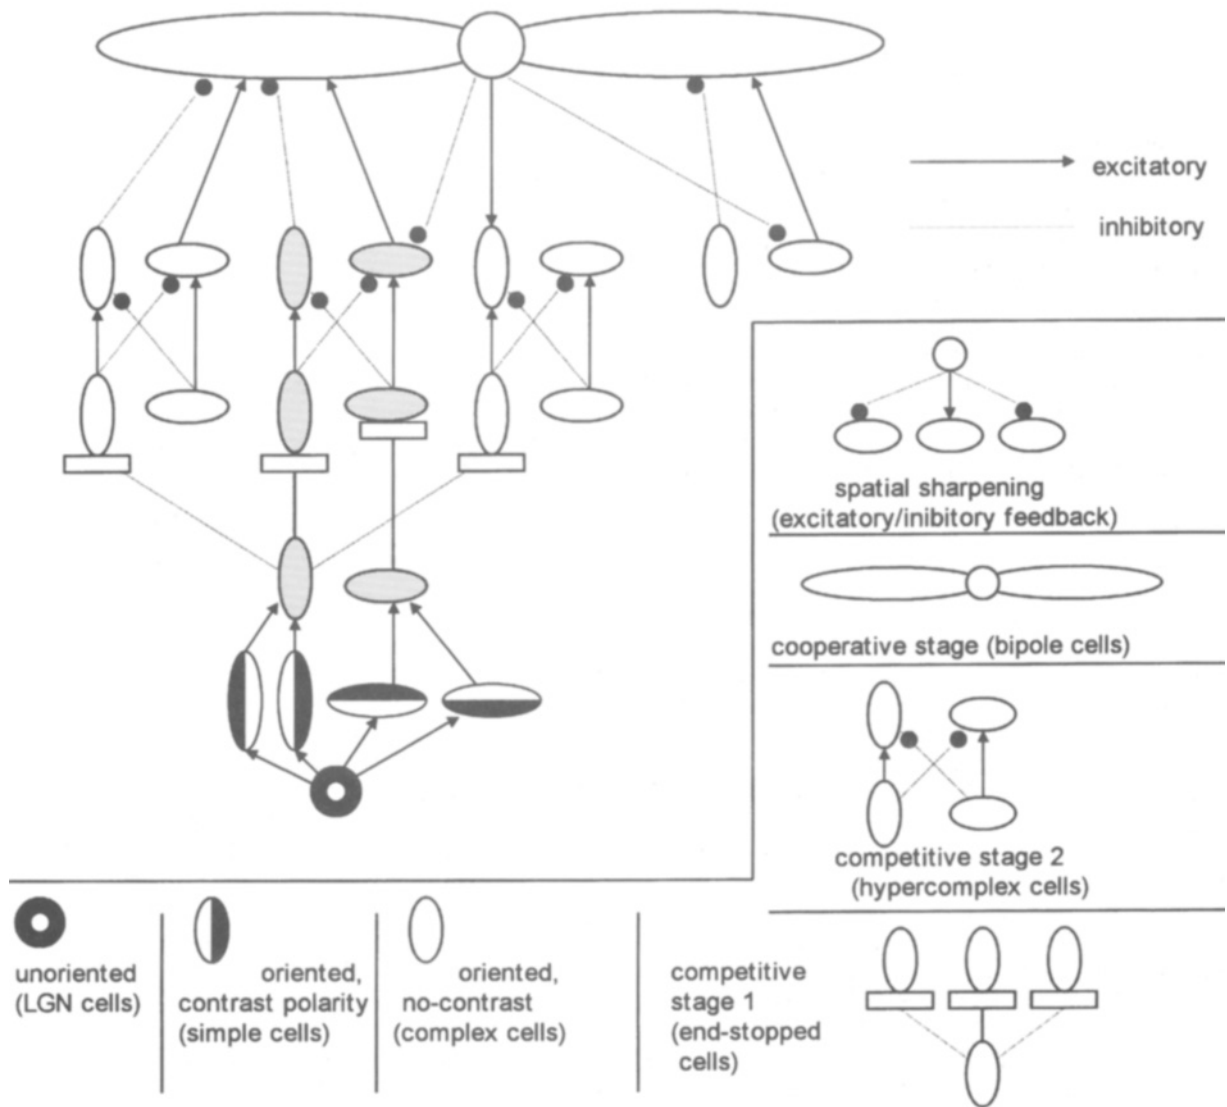 excitatory
inhibitory
spatial sharpening
(excitatory/inibitory feedback)
cooperative stage (bipole cells)
competitive stage 2
(hypercomplex cells)
unoriented
(LGN cells)
oriented,
contrast polarity
(simple cells)
oriented,
no-contrast
(complex cells)
competitive
stage 1
(end-stopped
cells)